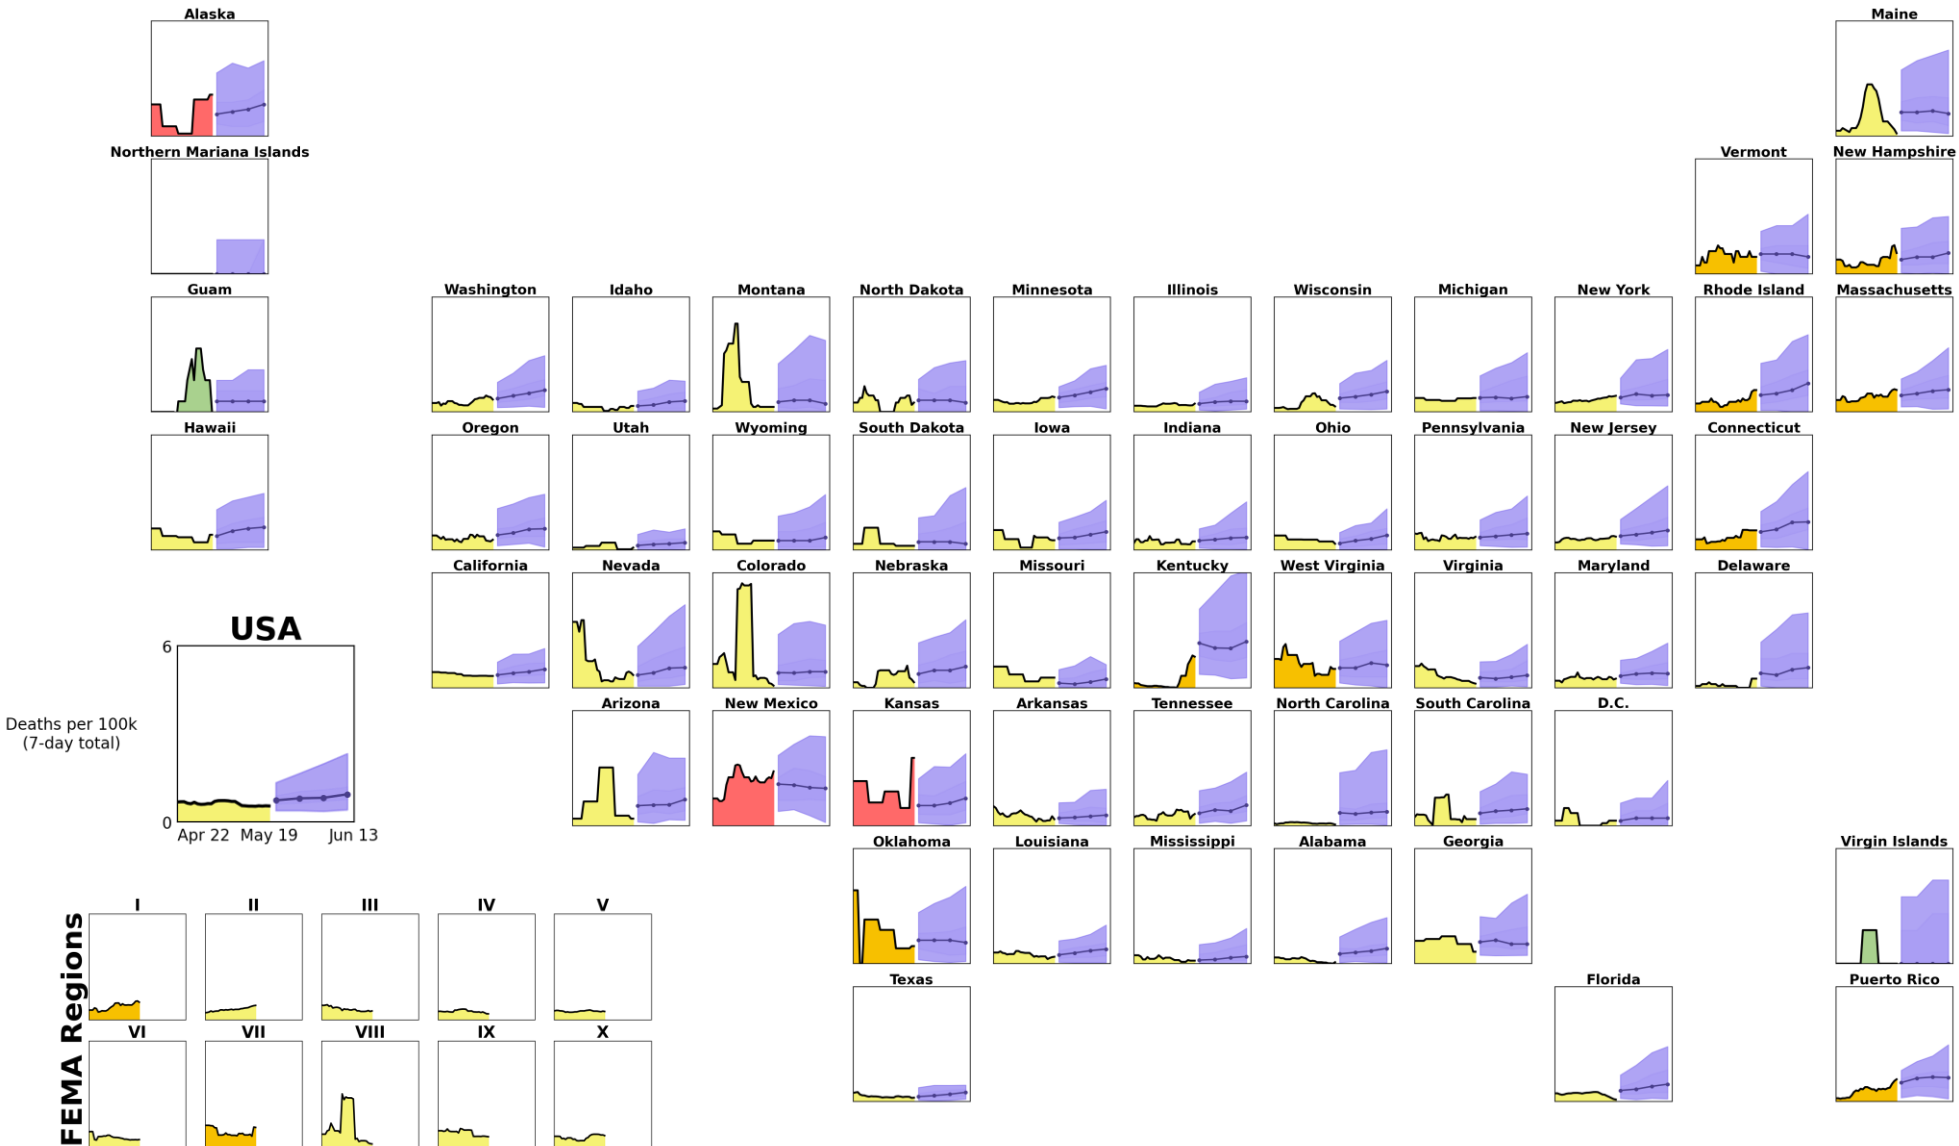 Alaska
Maine
Northern Mariana Islands
Vermont
New Hampshire
Guam
Washington
Idaho
Montana
North Dakota
Minnesota
Illinois
Wisconsin
Michigan
New York
Rhode Island
Massachusetts
Hawaii
Oregon
Utah
Wyoming
South Dakota
Iowa
Indiana
Ohio
Pennsylvania
New Jersey
Connecticut
California
Nevada
Colorado
Nebraska
Missouri
Kentucky
West Virginia
Virginia
Maryland
Delaware
USA
6
Deaths per 100k
(7-day total)
0
Apr 22
May 19
Jun 13
Arizona
New Mexico
Kansas
Arkansas
Tennessee
North Carolina
South Carolina
D.C.
Oklahoma
Louisiana
Mississippi
Alabama
Georgia
Virgin Islands
Texas
Florida
Puerto Rico
FEMA Regions
I
II
III
IV
V
VI
VII
VIII
IX
X